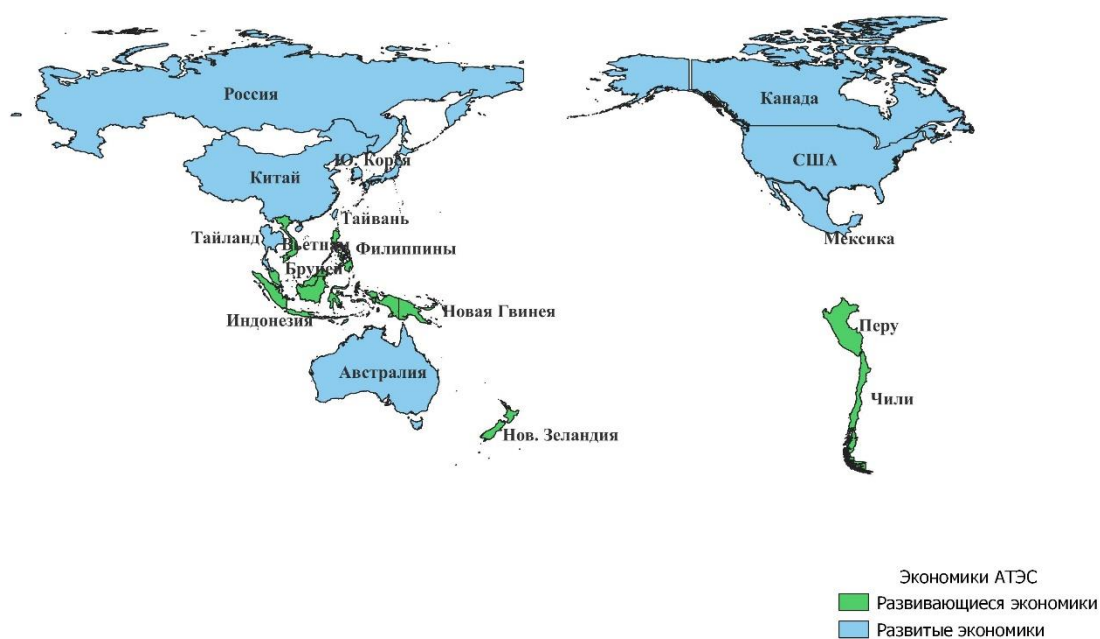 Россия
Канада
Ю. Корея
США
Китай
Тайвань
Тайланд
Вьетнам
Филиппины
Мексика
Бруней
Новая Гвинея
Индонезия
Перу
Австралия
Чили
Нов. Зеландия
Экономики АТЭС
Развивающиеся экономики
Развитые экономики